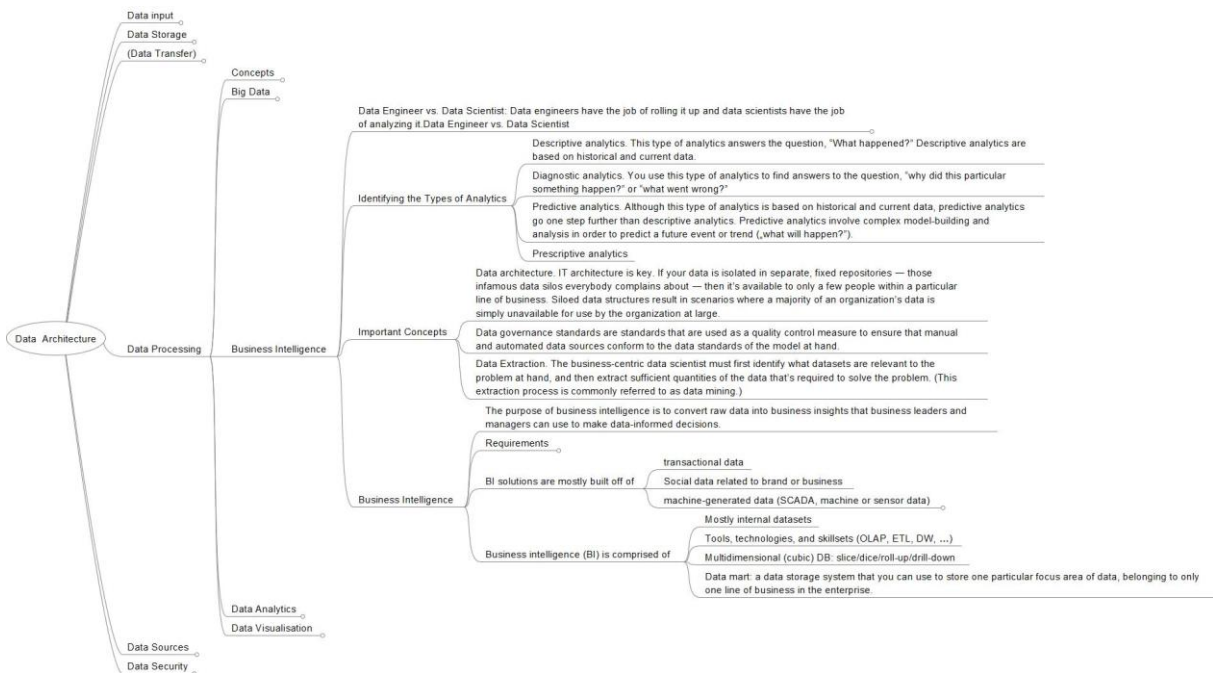 Data input
Data Storage
(Data Transfer)
Concepts
Big Data
Data Engineer vs. Data Scientist: Data engineers have the job of rolling it up and data scientists have the job
of analyzing it.Data Engineer vs. Data Scientist
Descriptive analytics. This type of analytics answers the question, "What happened?" Descriptive analytics are
based on historical and current data.
Diagnostic analytics. You use this type of analytics to find answers to the question, "why did this particular
something happen?" or "what went wrong?"
Identifying the Types of Analytics
Predictive analytics. Although this type of analytics is based on historical and current data, predictive analytics
go one step further than descriptive analytics. Predictive analytics involve complex model-building and
analysis in order to predict a future event or trend („what will happen?").
Prescriptive analytics
Data architecture. IT architecture is key. If your data is isolated in separate, fixed repositories — those
infamous data silos everybody complains about — then it's available to only a few people within a particular
line of business. Siloed data structures result in scenarios where a majority of an organization's data is
simply unavailable for use by the organization at large.
Important Concepts
Data governance standards are standards that are used as a quality control measure to ensure that manual
and automated data sources conform to the data standards of the model at hand.
Data Architecture
Data Processing
Business Intelligence
Data Extraction. The business-centric data scientist must first identify what datasets are relevant to the
problem at hand, and then extract sufficient quantities of the data that's required to solve the problem. (This
extraction process is commonly referred to as data mining.)
The purpose of business intelligence is to convert raw data into business insights that business leaders and
managers can use to make data-informed decisions.
Requirements
transactional data
BI solutions are mostly built off of
Social data related to brand or business
machine-generated data (SCADA, machine or sensor data)
Business Intelligence
Mostly internal datasets
Tools, technologies, and skillsets (OLAP, ETL, DW, ...)
Business intelligence (BI) is comprised of
Multidimensional (cubic) DB: slice/dice/roll-up/drill-down
Data mart: a data storage system that you can use to store one particular focus area of data, belonging to only
one line of business in the enterprise.
Data Analytics
Data Visualisation
Data Sources
Data Security